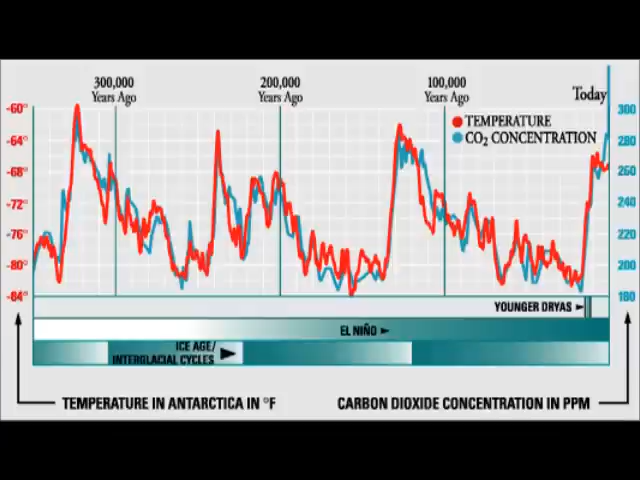 300,000
Years Ago
200,000
Years Ago
100,000
Years Ago
Today
-60°
-64°
-68°
-72°
-76°
-80°
-84°
300
280
260
240
220
200
180
TEMPERATURE
CO2 CONCENTRATION
YOUNGER DRYAS
EL NIÑO
ICE AGE/
INTERGLACIAL CYCLES
TEMPERATURE IN ANTARCTICA IN °F
CARBON DIOXIDE CONCENTRATION IN PPM